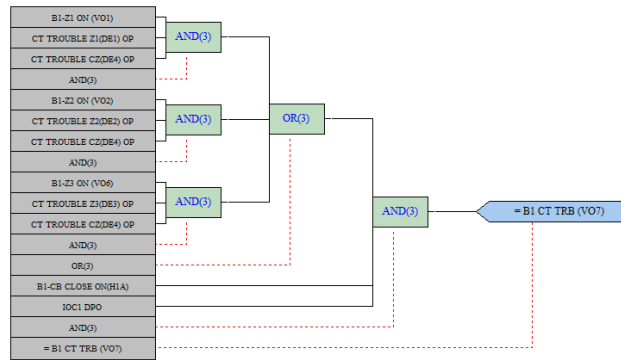 B1-Z1 ON (VO1)
CT TROUBLE Z1(DE1) OP
CT TROUBLE CZ(DE4) OP
AND(3)
B1-Z2 ON (VO2)
CT TROUBLE Z2(DE2) OP
CT TROUBLE CZ(DE4) OP
AND(3)
B1-Z3 ON (VO6)
CT TROUBLE Z3(DE3) OP
CT TROUBLE CZ(DE4) OP
AND(3)
OR(3)
B1-CB CLOSE ON(H1A)
IOC1 DPO
AND(3)
= B1 CT TRB (VO7)
AND(3)
AND(3)
AND(3)
OR(3)
AND(3)
= B1 CT TRB (VO7)